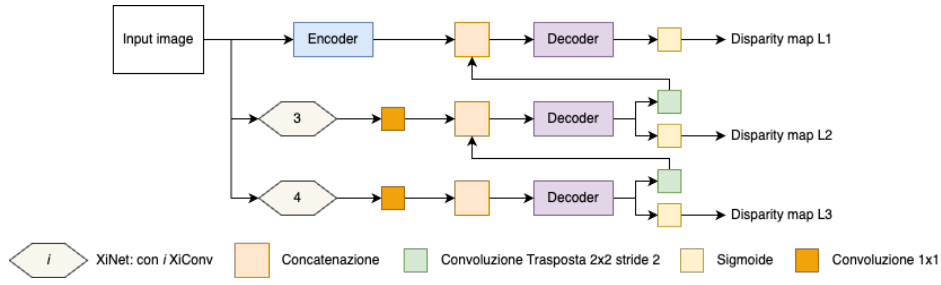 Input image
Encoder
Decoder
Disparity map L1
3
Decoder
Disparity map L2
4
Decoder
Disparity map L3
i
XiNet: con i XiConv
Concatenazione
Convoluzione Trasposta 2x2 stride 2
Sigmoide
Convoluzione 1x1